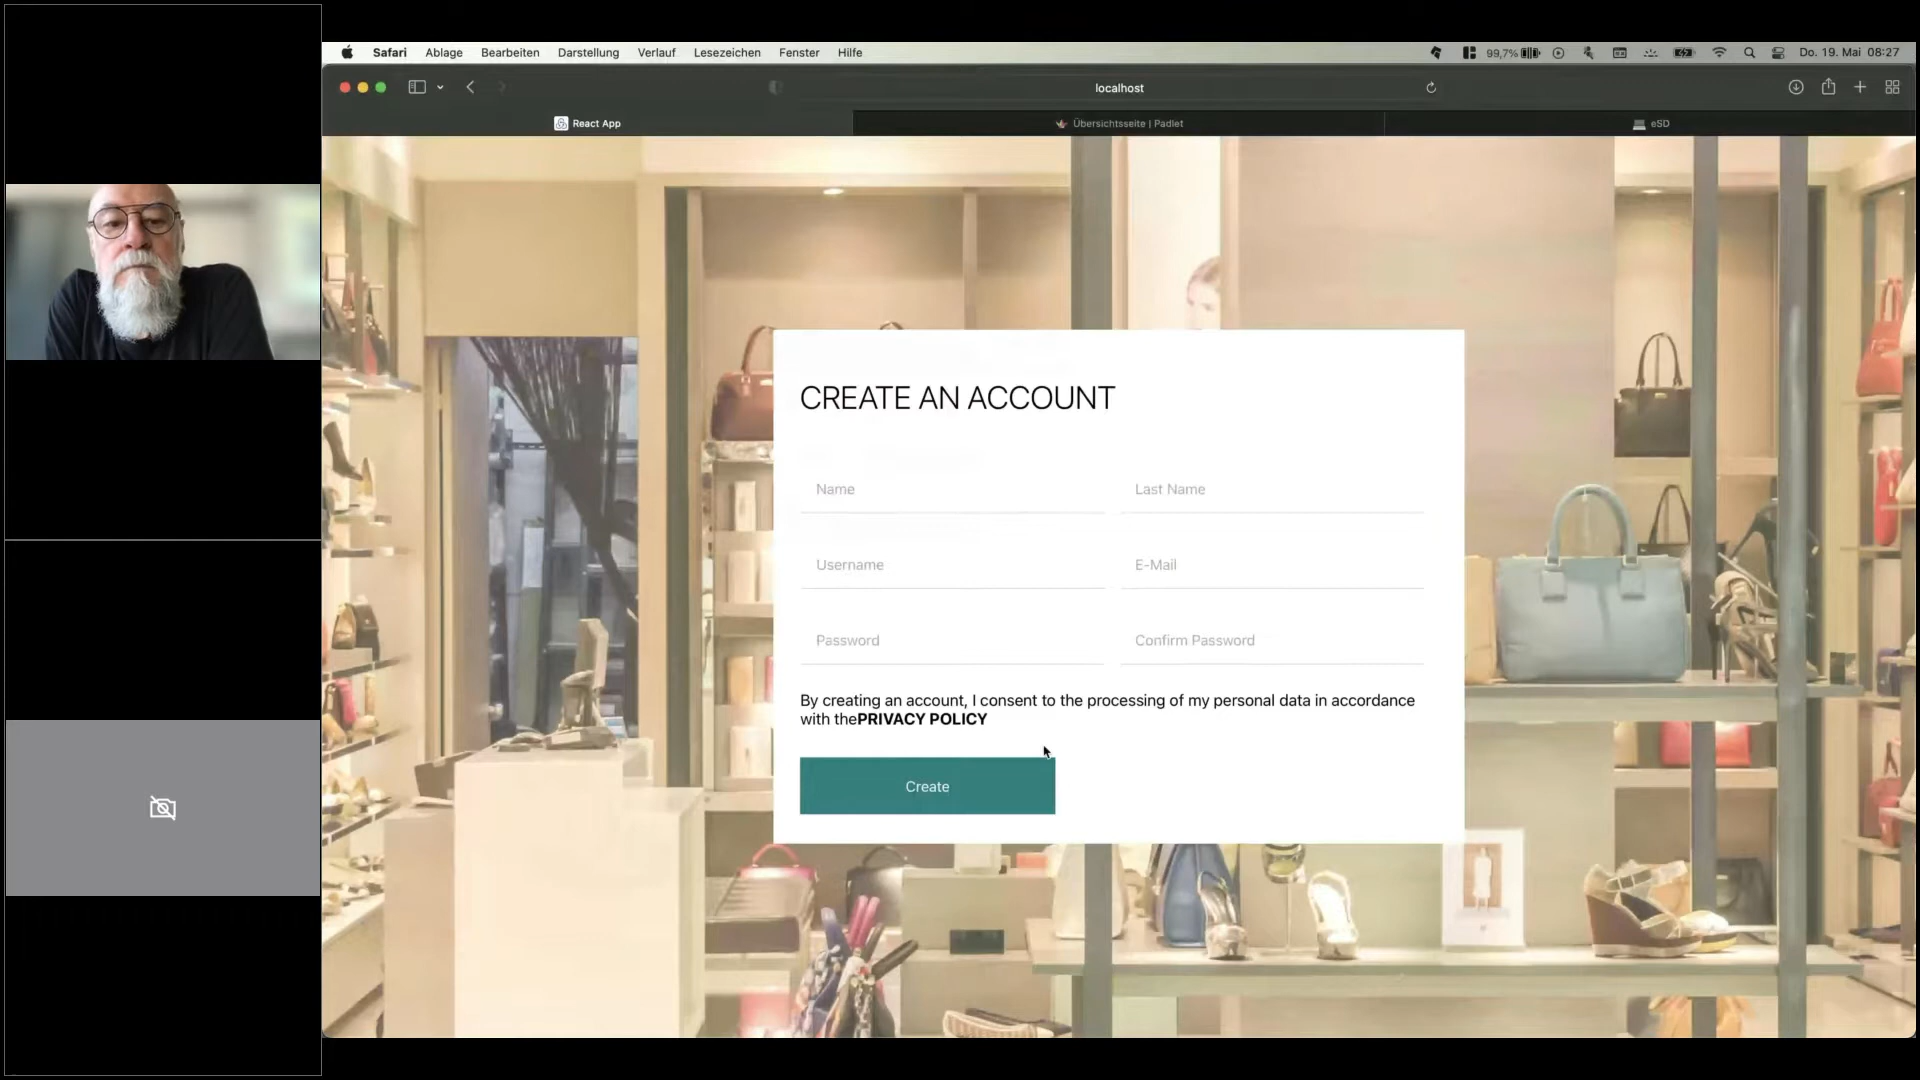 Safari Ablage Bearbeiten Darstellung Verlauf Lesezeichen Fenster Hilfe
99,7% Do. 19. Mai 08:27
localhost
React App
Übersichtsseite | Padlet
eSD
CREATE AN ACCOUNT
Name Last Name
Username E-Mail
Password Confirm Password
By creating an account, I consent to the processing of my personal data in accordance
with thePRIVACY POLICY
Create